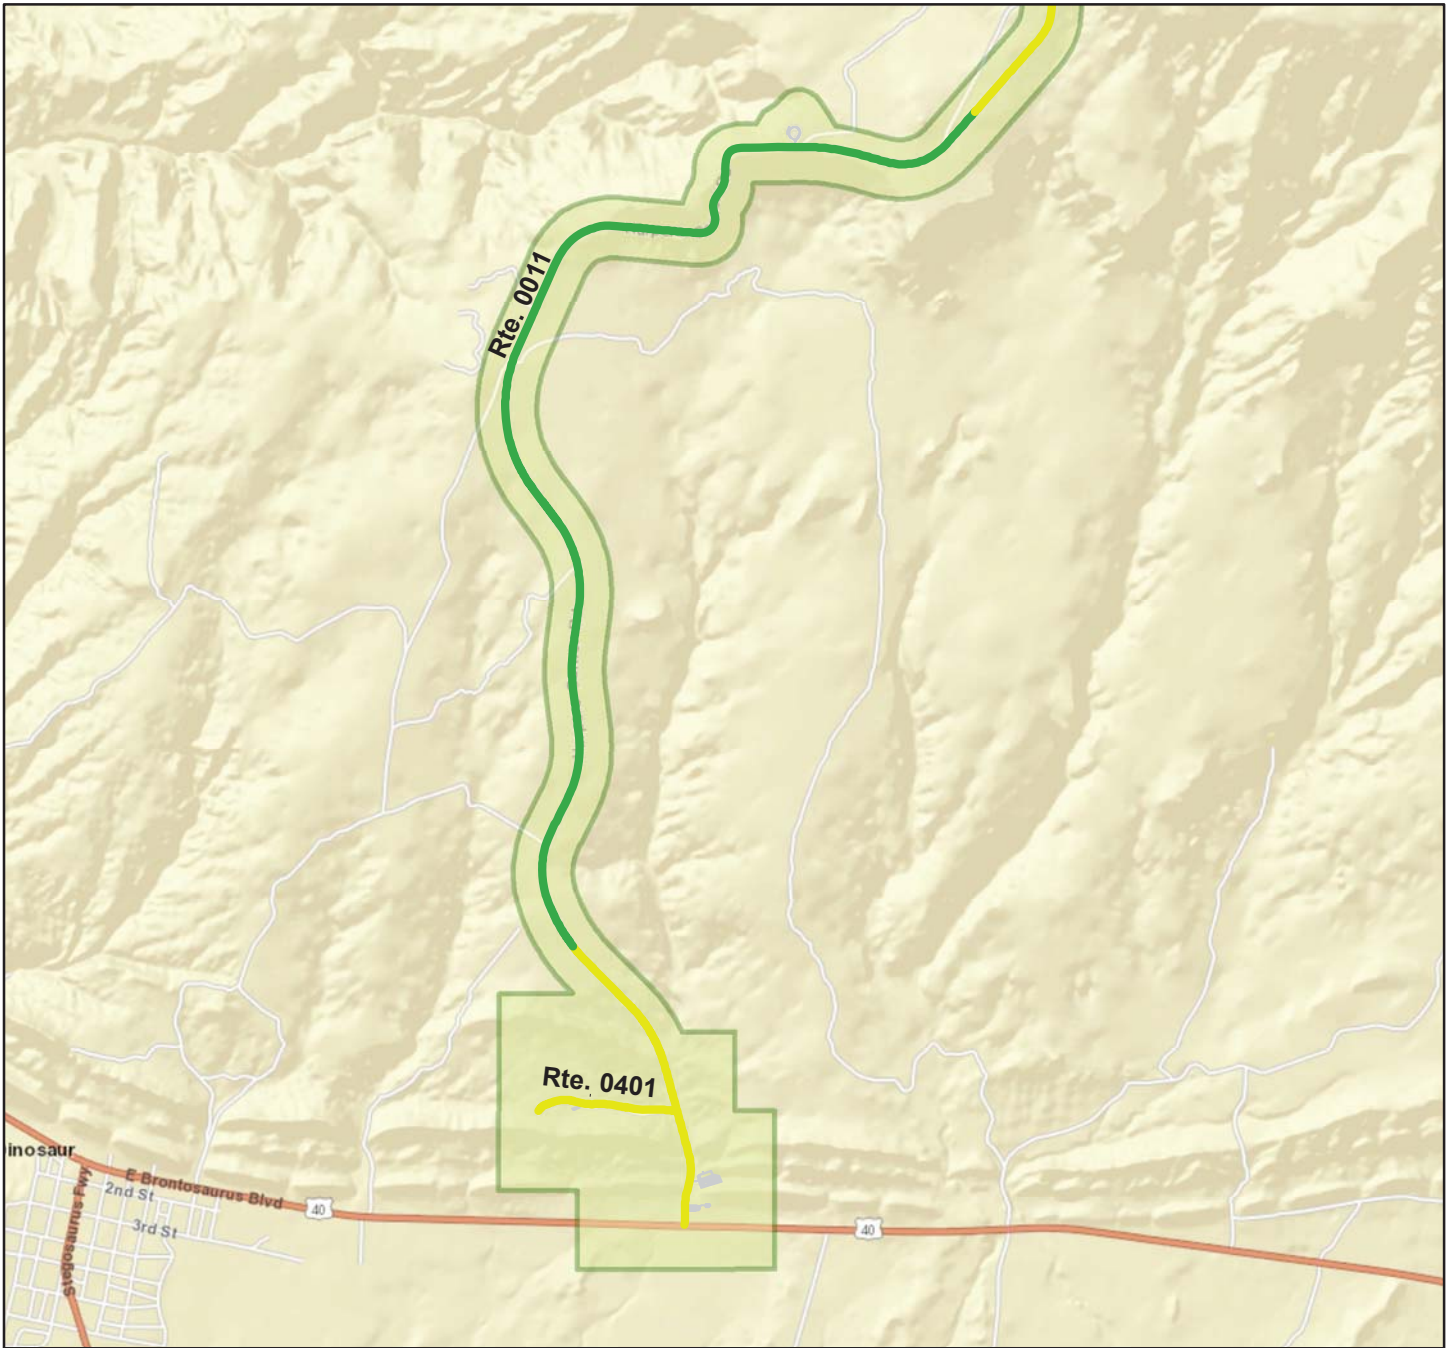 Rte. 0011
Rte. 0401
inosaur
E Brontosaurus Blvd
2nd St
3rd St
Stegosaurus Fwy
40
40